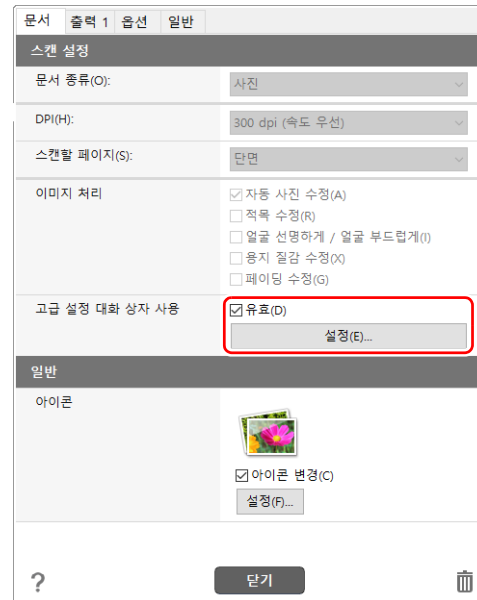 문서 출력 1 옵션 일반
스캔 설정
문서 종류(O): 사진
DPI(H): 300 dpi (속도 우선)
스캔할 페이지(S): 단면
이미지 처리 자동 사진 수정(A)
적목 수정(R)
얼굴 선명하게 / 얼굴 부드럽게(I)
용지 질감 수정(X)
페이딩 수정(G)
고급 설정 대화 상자 사용 유효(D)
설정(E)...
일반
아이콘
아이콘 변경(C)
설정(F)...
? 닫기